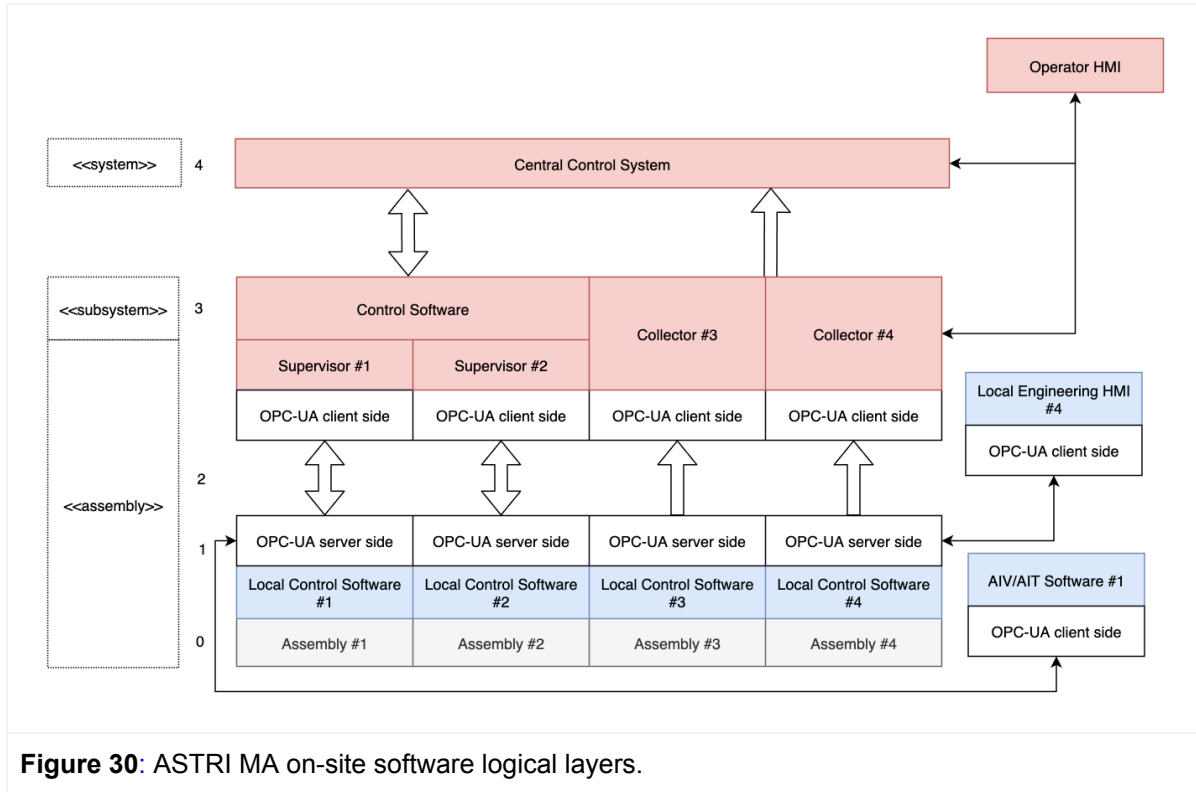 Operator HMI
<<system>>
4
Central Control System
<<subsystem>>
3
Control Software
Collector #3
Collector #4
Supervisor #1
Supervisor #2
OPC-UA client side
OPC-UA client side
OPC-UA client side
OPC-UA client side
Local Engineering HMI
#4
OPC-UA client side
2
<<assembly>>
1
OPC-UA server side
OPC-UA server side
OPC-UA server side
OPC-UA server side
Local Control Software
#1
Local Control Software
#2
Local Control Software
#3
Local Control Software
#4
AIV/AIT Software #1
OPC-UA client side
0
Assembly #1
Assembly #2
Assembly #3
Assembly #4
Figure 30: ASTRI MA on-site software logical layers.